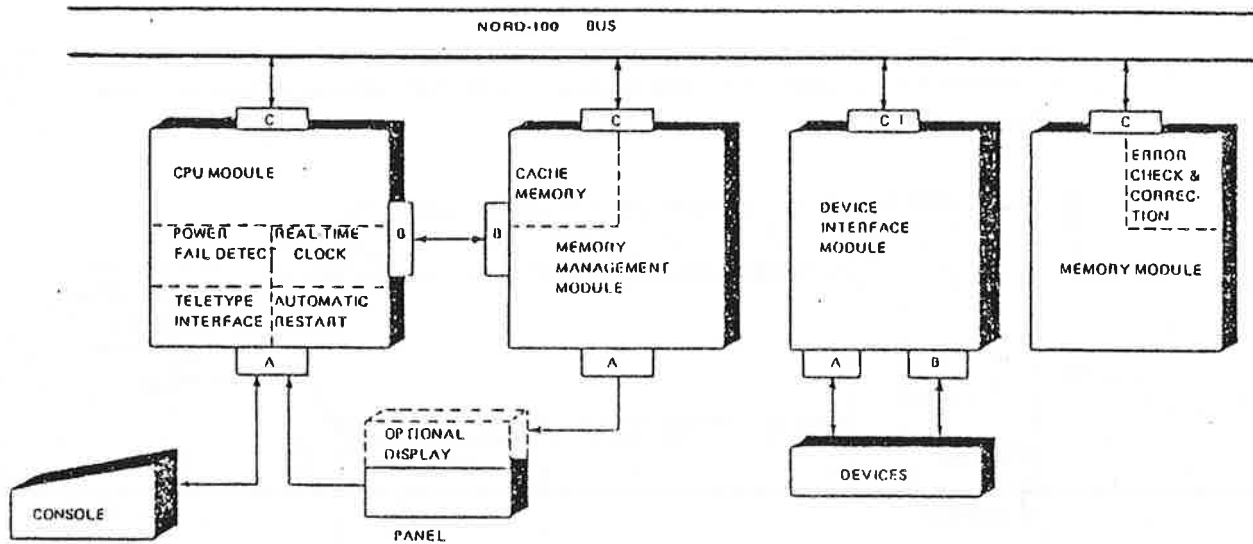 NORD-100 BUS
C
CPU MODULE
POWER
FAIL DETECT
REAL TIME
CLOCK
TELETYPE
INTERFACE
AUTOMATIC
RESTART
B
A
C
CACHE
MEMORY
B
MEMORY
MANAGEMENT
MODULE
A
C I
DEVICE
INTERFACE
MODULE
A
B
C
ERROR
CHECK &
CORREC-
TION
MEMORY MODULE
OPTIONAL
DISPLAY
DEVICES
CONSOLE
PANEL